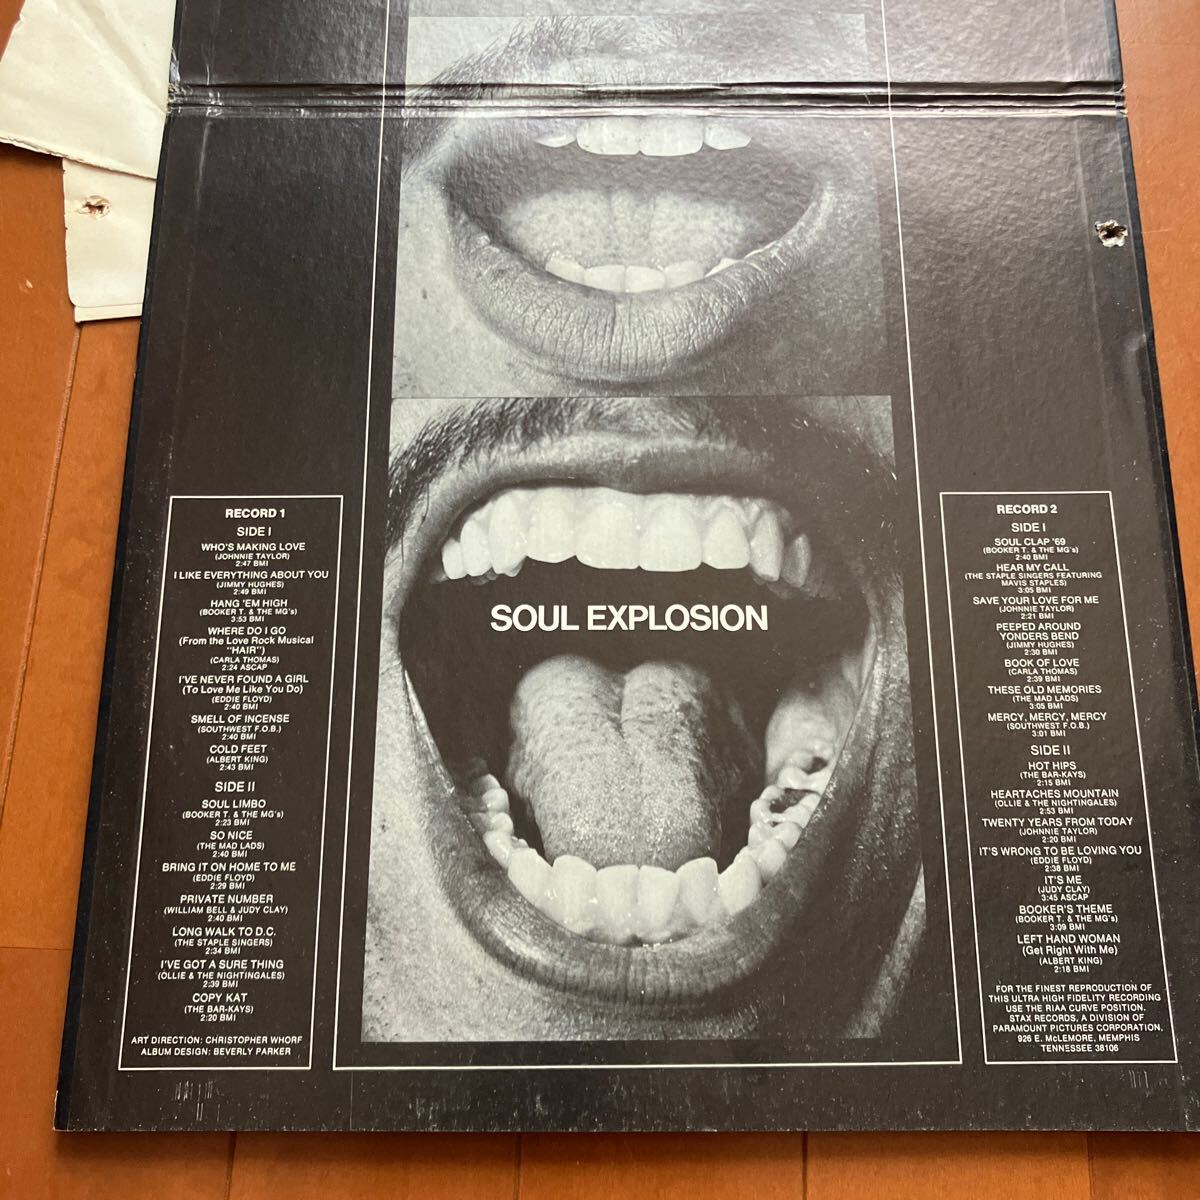 RECORD 1
SIDE I
WHO'S MAKING LOVE
(JOHNNIE TAYLOR)
2:47 BMI
I LIKE EVERYTHING ABOUT YOU
(JIMMY HUGHES)
2:49 BMI
HANG 'EM HIGH
(BOOKER T. & THE MG's)
3:53 BMI
WHERE DO I GO
(From the Love Rock Musical
"HAIR")
(CARLA THOMAS)
2:24 ASCAP
I'VE NEVER FOUND A GIRL
(To Love Me Like You Do)
(EDDIE FLOYD)
2:40 BMI
SMELL OF INCENSE
(SOUTHWEST F.O.B.)
2:40 BMI
COLD FEET
(ALBERT KING)
2:43 BMI
SIDE II
SOUL LIMBO
(BOOKER T. & THE MG's)
2:23 BMI
SO NICE
(THE MAD LADS)
2:40 BMI
BRING IT ON HOME TO ME
(EDDIE FLOYD)
2:29 BMI
PRIVATE NUMBER
(WILLIAM BELL & JUDY CLAY)
2:40 BMI
LONG WALK TO D.C.
(THE STAPLE SINGERS)
2:34 BMI
I'VE GOT A SURE THING
(OLLIE & THE NIGHTINGALES)
2:39 BMI
COPY KAT
(THE BAR-KAYS)
2:20 BMI
ART DIRECTION: CHRISTOPHER WHORF
ALBUM DESIGN: BEVERLY PARKER
SOUL EXPLOSION
RECORD 2
SIDE I
SOUL CLAP '69
(BOOKER T. & THE MG's)
2:40 BMI
HEAR MY CALL
(THE STAPLE SINGERS FEATURING
MAVIS STAPLES)
3:05 BMI
SAVE YOUR LOVE FOR ME
(JOHNNIE TAYLOR)
2:21 BMI
PEEPED AROUND
YONDERS BEND
(JIMMY HUGHES)
2:30 BMI
BOOK OF LOVE
(CARLA THOMAS)
2:39 BMI
THESE OLD MEMORIES
(THE MAD LADS)
3:05 BMI
MERCY, MERCY, MERCY
(SOUTHWEST F.O.B.)
3:01 BMI
SIDE II
HOT HIPS
(THE BAR-KAYS)
2:15 BMI
HEARTACHES MOUNTAIN
(OLLIE & THE NIGHTINGALES)
2:53 BMI
TWENTY YEARS FROM TODAY
(JOHNNIE TAYLOR)
2:20 BMI
IT'S WRONG TO BE LOVING YOU
(EDDIE FLOYD)
2:38 BMI
IT'S ME
(JUDY CLAY)
3:45 ASCAP
BOOKER'S THEME
(BOOKER T. & THE MG's)
3:09 BMI
LEFT HAND WOMAN
(Get Right With Me)
(ALBERT KING)
2:18 BMI
FOR THE FINEST REPRODUCTION OF
THIS ULTRA HIGH FIDELITY RECORDING
USE THE RIAA CURVE POSITION.
STAX RECORDS, A DIVISION OF
PARAMOUNT PICTURES CORPORATION,
926 E. McLEMORE, MEMPHIS
TENNESSEE 38106